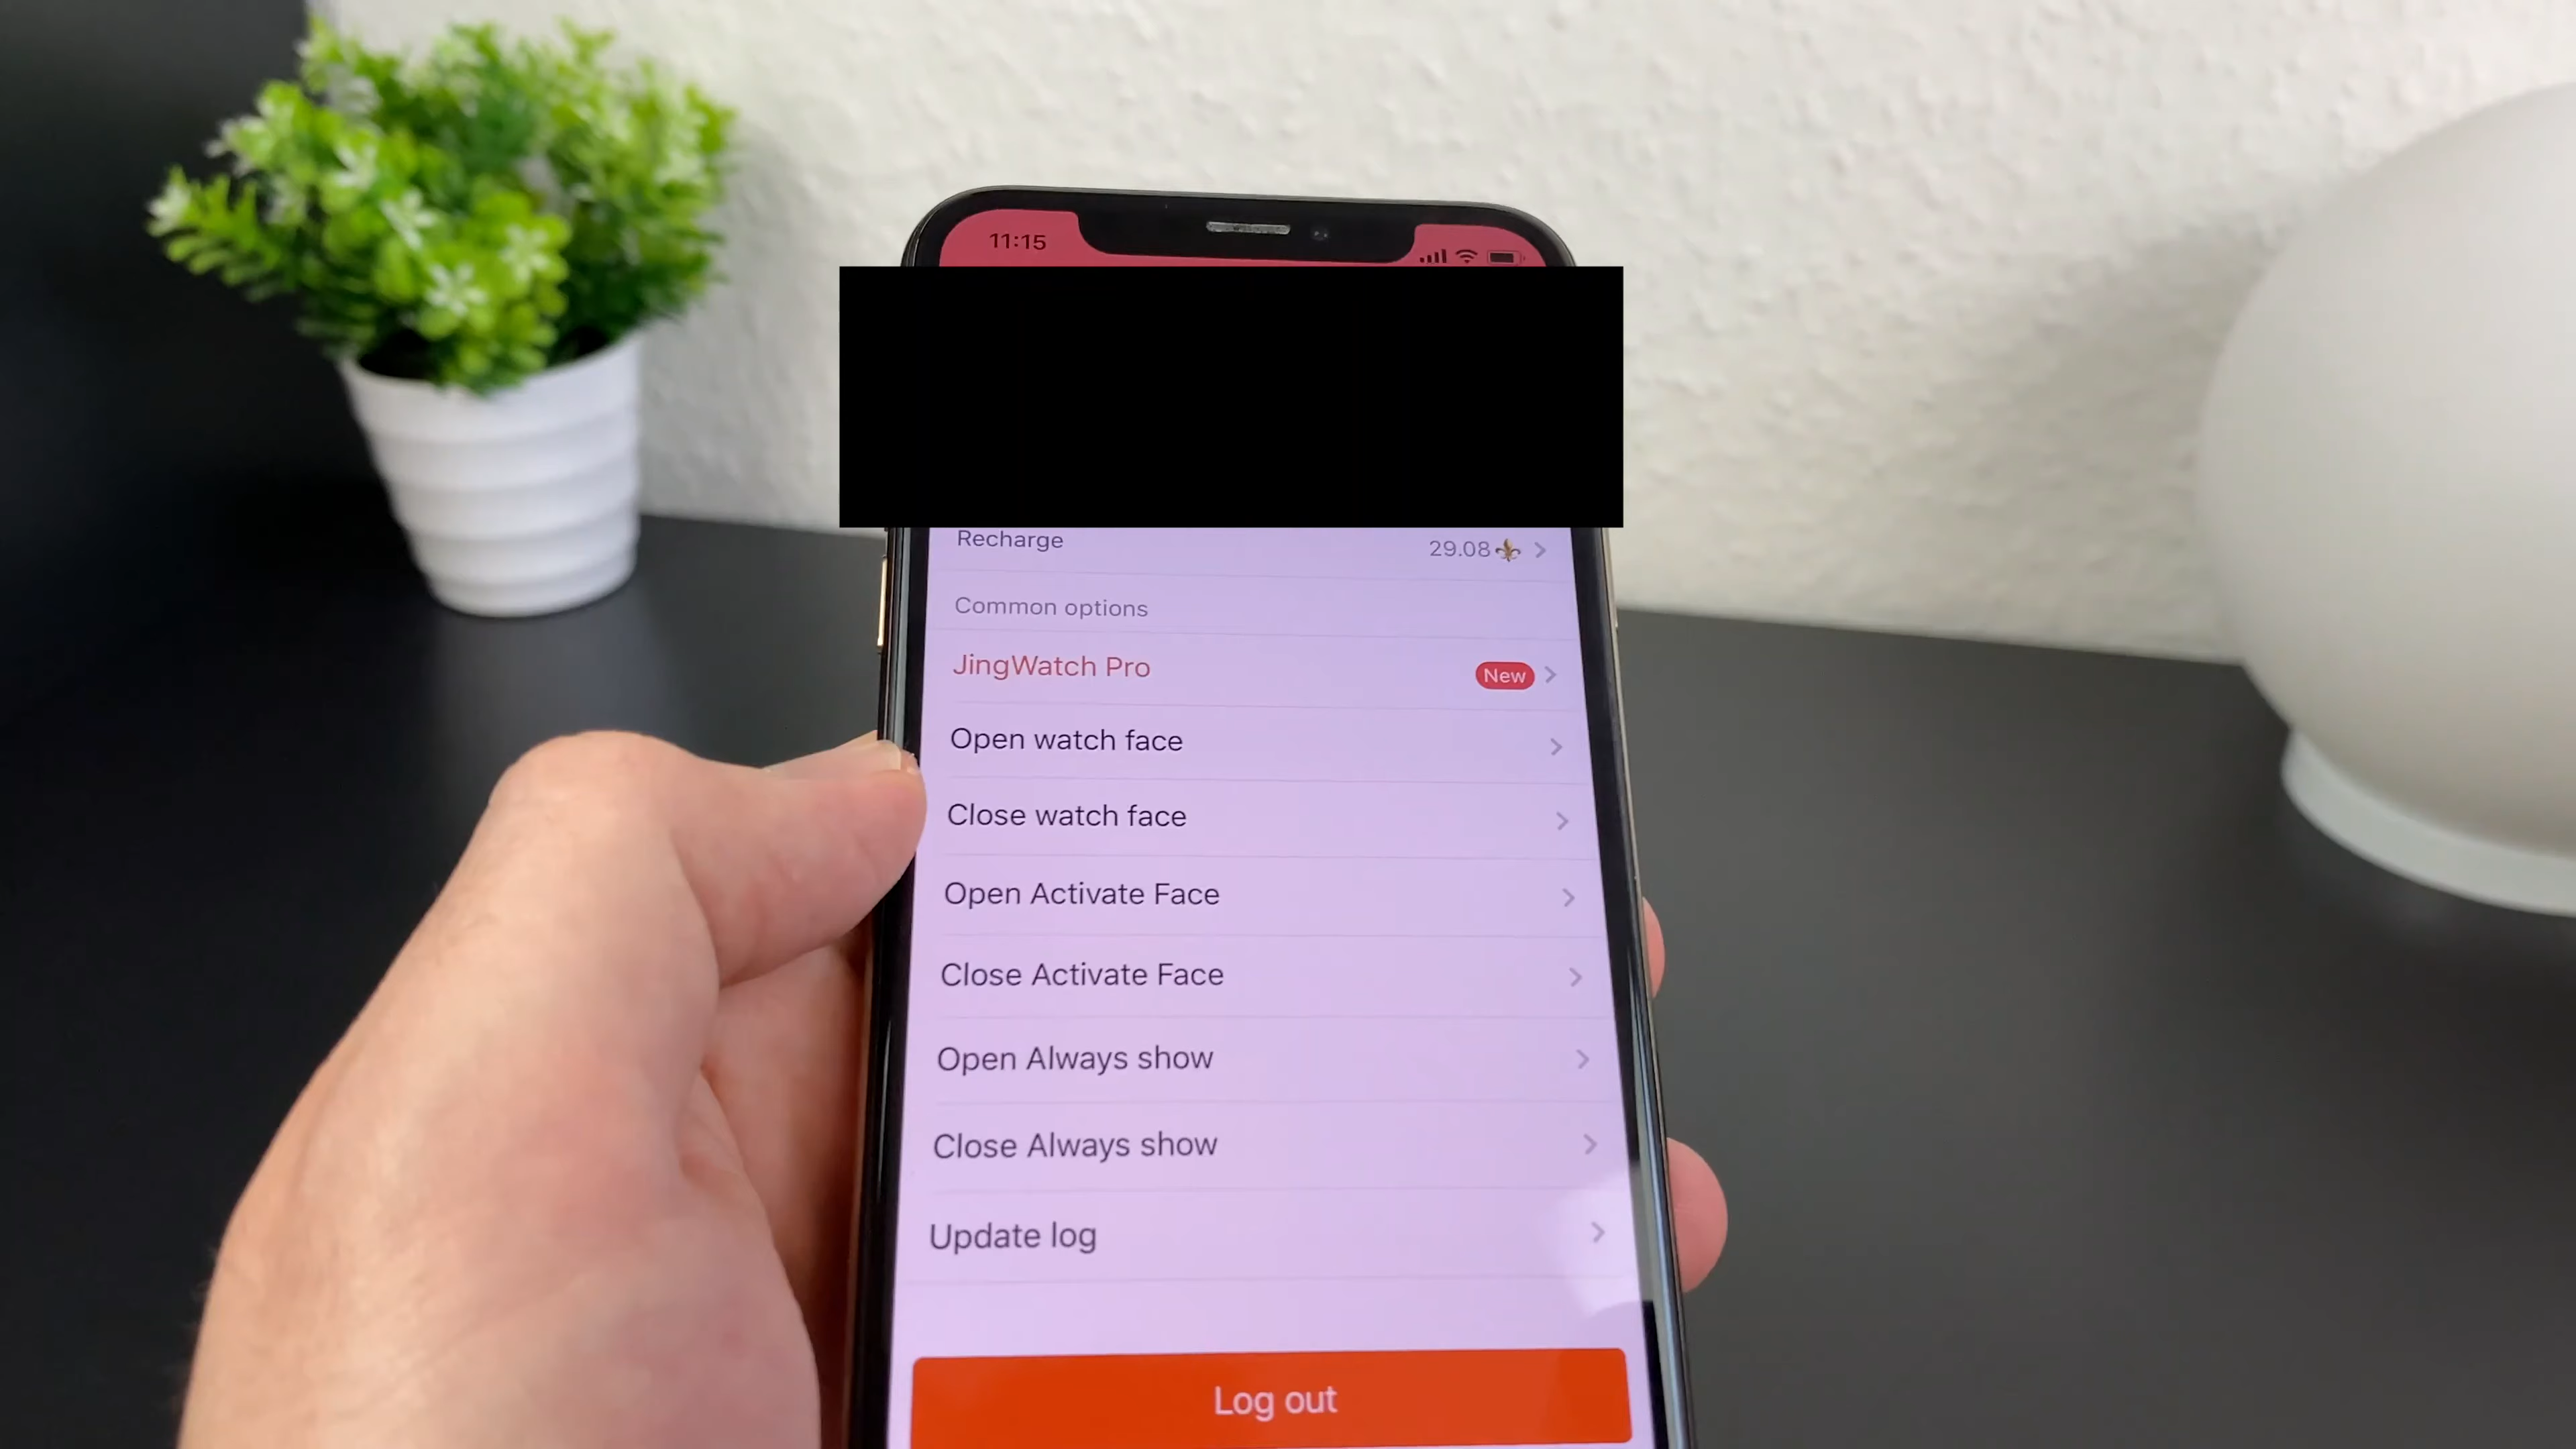 11:15
Recharge
29.08
Common options
JingWatch Pro
New
Open watch face
Close watch face
Open Activate Face
Close Activate Face
Open Always show
Close Always show
Update log
Log out